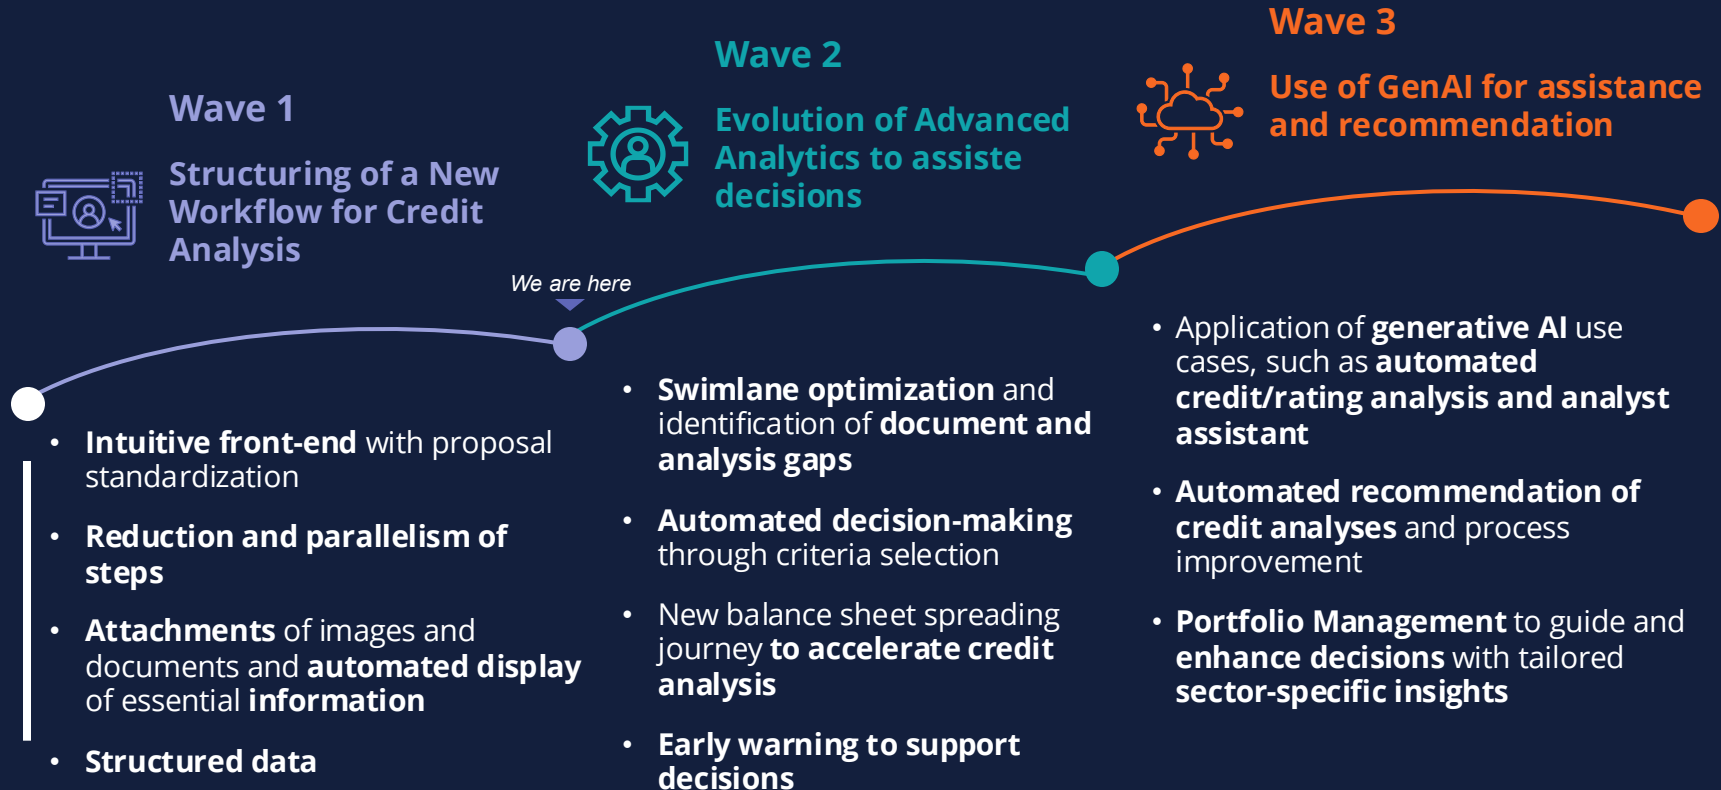 Wave 1
Structuring of a New
Workflow for Credit
Analysis
We are here
• Intuitive front-end with proposal
standardization
• Reduction and parallelism of
steps
• Attachments of images and
documents and automated display
of essential information
• Structured data
Wave 2
Evolution of Advanced
Analytics to assiste
decisions
• Swimlane optimization and
identification of document and
analysis gaps
• Automated decision-making
through criteria selection
• New balance sheet spreading
journey to accelerate credit
analysis
• Early warning to support
decisions
Wave 3
Use of GenAI for assistance
and recommendation
• Application of generative AI use
cases, such as automated
credit/rating analysis and analyst
assistant
• Automated recommendation of
credit analyses and process
improvement
• Portfolio Management to guide and
enhance decisions with tailored
sector-specific insights